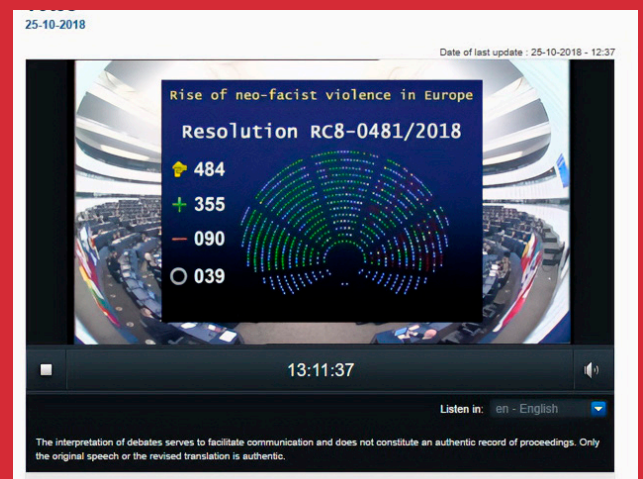 25-10-2018
Date of last update : 25-10-2018 - 12:37
Rise of neo-facist violence in Europe
Resolution RC8-0481/2018
484
+ 355
- 090
039
13:11:37
Listen in: en - English
The interpretation of debates serves to facilitate communication and does not constitute an authentic record of proceedings. Only
the original speech or the revised translation is authentic.